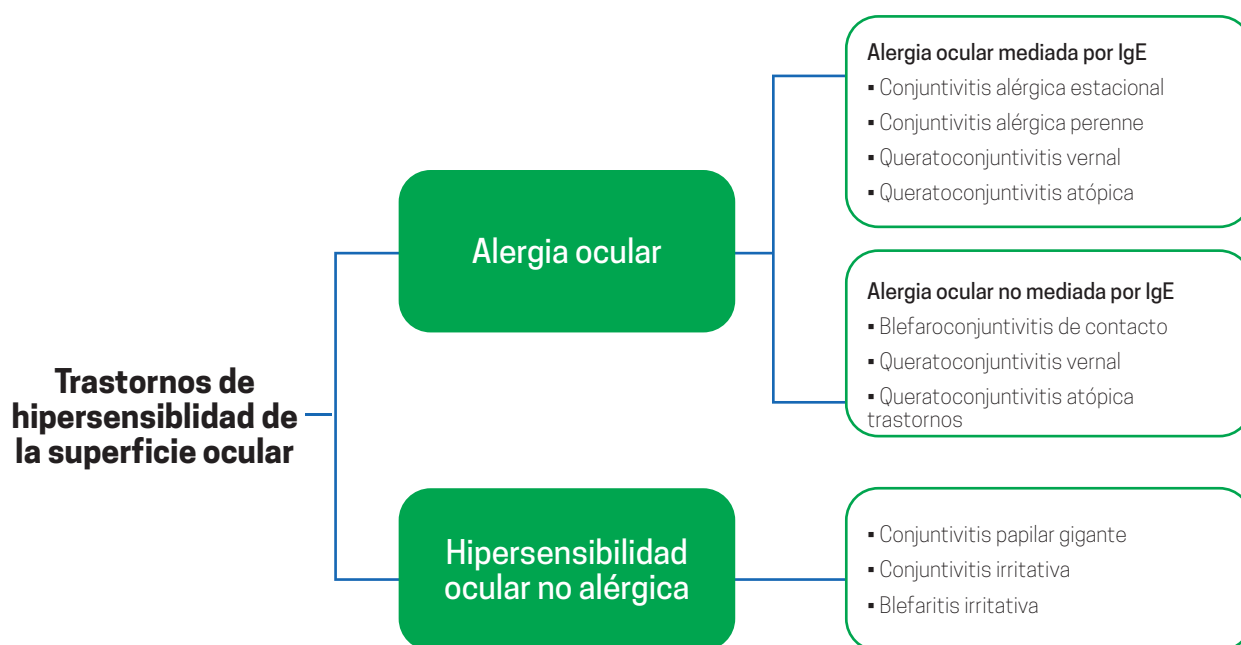 Trastornos de
hipersensiblidad de
la superficie ocular
Alergia ocular
Alergia ocular mediada por IgE
▪ Conjuntivitis alérgica estacional
▪ Conjuntivitis alérgica perenne
▪ Queratoconjuntivitis vernal
▪ Queratoconjuntivitis atópica
Alergia ocular no mediada por IgE
▪ Blefaroconjuntivitis de contacto
▪ Queratoconjuntivitis vernal
▪ Queratoconjuntivitis atópica
trastornos
Hipersensibilidad
ocular no alérgica
▪ Conjuntivitis papilar gigante
▪ Conjuntivitis irritativa
▪ Blefaritis irritativa